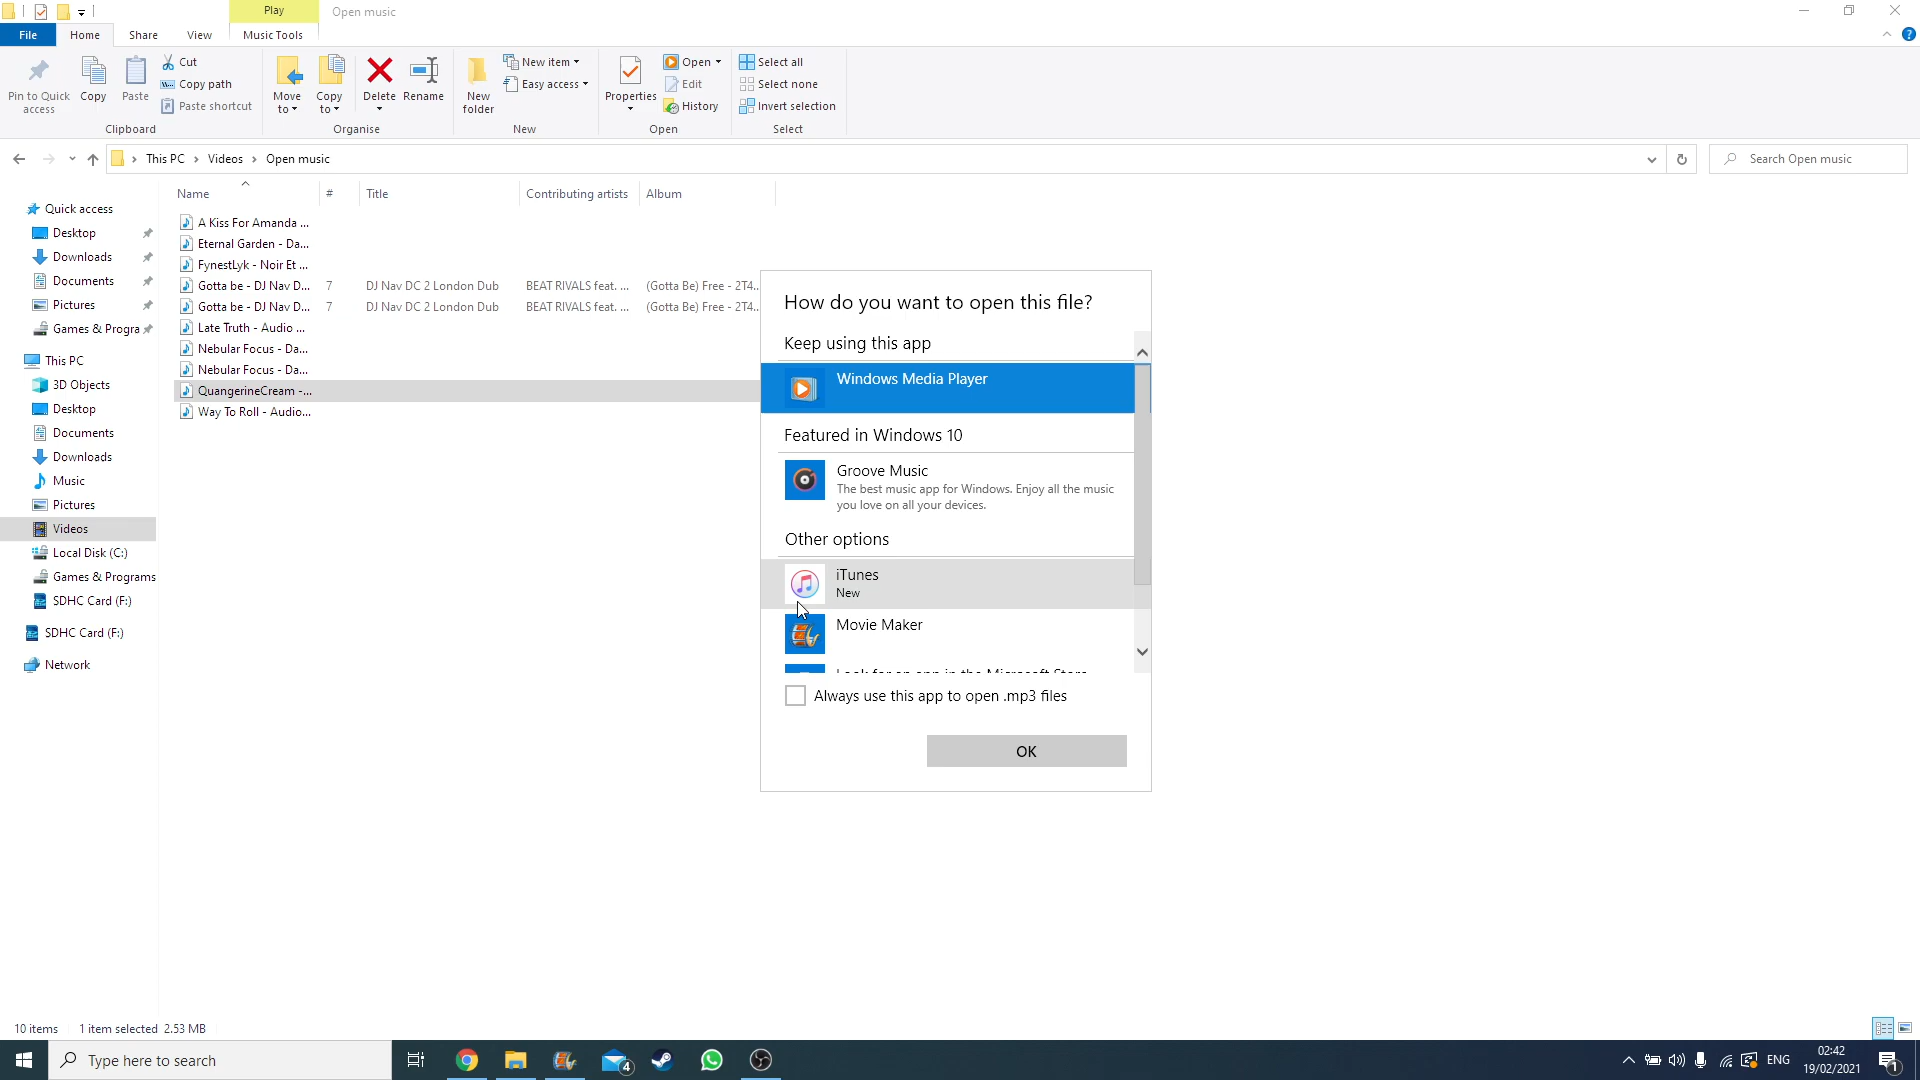 Play
Open music
File
Home
Share
View
Music Tools
Pin to Quick
access
Copy
Paste
Cut
Copy path
Paste shortcut
Clipboard
Move
to
Copy
to
Delete
Rename
Organise
New
folder
New item
Easy access
New
Properties
Open
Edit
History
Open
Select all
Select none
Invert selection
Select
This PC > Videos > Open music
Search Open music
Name
#
Title
Contributing artists
Album
Quick access
Desktop
Downloads
Documents
Pictures
Games & Progra
This PC
3D Objects
Desktop
Documents
Downloads
Music
Pictures
Videos
Local Disk (C:)
Games & Programs
SDHC Card (F:)
SDHC Card (F:)
Network
A Kiss For Amanda ...
Eternal Garden - Da...
FynestLyk - Noir Et ...
Gotta be - DJ Nav D... 7 DJ Nav DC 2 London Dub BEAT RIVALS feat. ... (Gotta Be) Free - 2T4...
Gotta be - DJ Nav D... 7 DJ Nav DC 2 London Dub BEAT RIVALS feat. ... (Gotta Be) Free - 2T4...
Late Truth - Audio ...
Nebular Focus - Da...
Nebular Focus - Da...
QuangerineCream -...
Way To Roll - Audio...
How do you want to open this file?
Keep using this app
Windows Media Player
Featured in Windows 10
Groove Music
The best music app for Windows. Enjoy all the music
you love on all your devices.
Other options
iTunes
New
Movie Maker
Look for an app in the Microsoft Store
Always use this app to open .mp3 files
OK
10 items
1 item selected 2.53 MB
Type here to search
4
ENG
02:42
19/02/2021
1